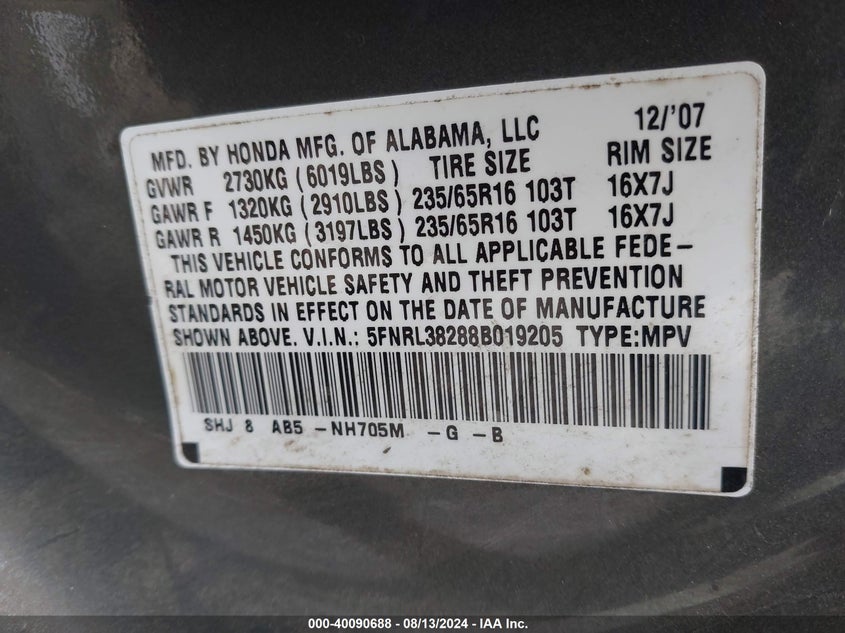 12/'07
MFD. BY HONDA MFG. OF ALABAMA, LLC
GVWR 2730KG (6019LBS) TIRE SIZE RIM SIZE
GAWR F 1320KG (2910LBS) 235/65R16 103T 16X7J
GAWR R 1450KG (3197LBS) 235/65R16 103T 16X7J
THIS VEHICLE CONFORMS TO ALL APPLICABLE FEDE-
RAL MOTOR VEHICLE SAFETY AND THEFT PREVENTION
STANDARDS IN EFFECT ON THE DATE OF MANUFACTURE
SHOWN ABOVE. V.I.N.: 5FNRL38288B019205 TYPE:MPV
SHJ 8 AB5 -NH705M -G -B
000-40090688 - 08/13/2024 - IAA Inc.